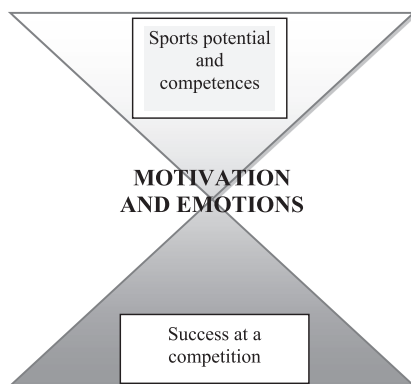 Sports potential
and
competences
MOTIVATION
AND EMOTIONS
Success at a
competition